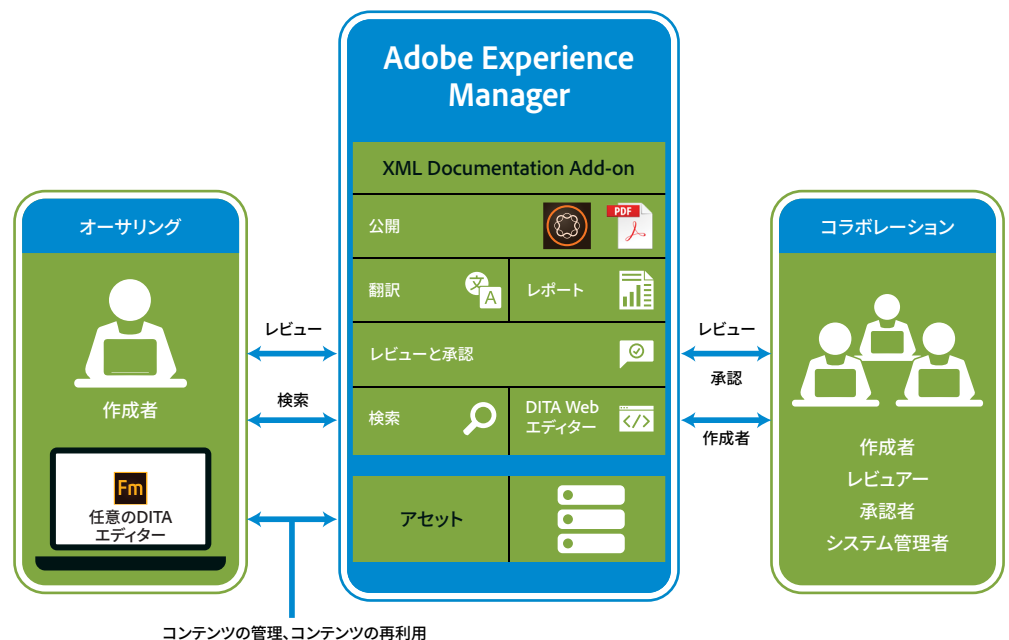 Adobe Experience
Manager
XML Documentation Add-on
公開
PDF
翻訳
文
A
レポート
レビューと承認
検索
DITA Web
エディター
</>
アセット
オーサリング
作成者
Fm
任意のDITA
エディター
レビュー
検索
コンテンツの管理、コンテンツの再利用
レビュー
承認
作成者
コラボレーション
作成者
レビュアー
承認者
システム管理者